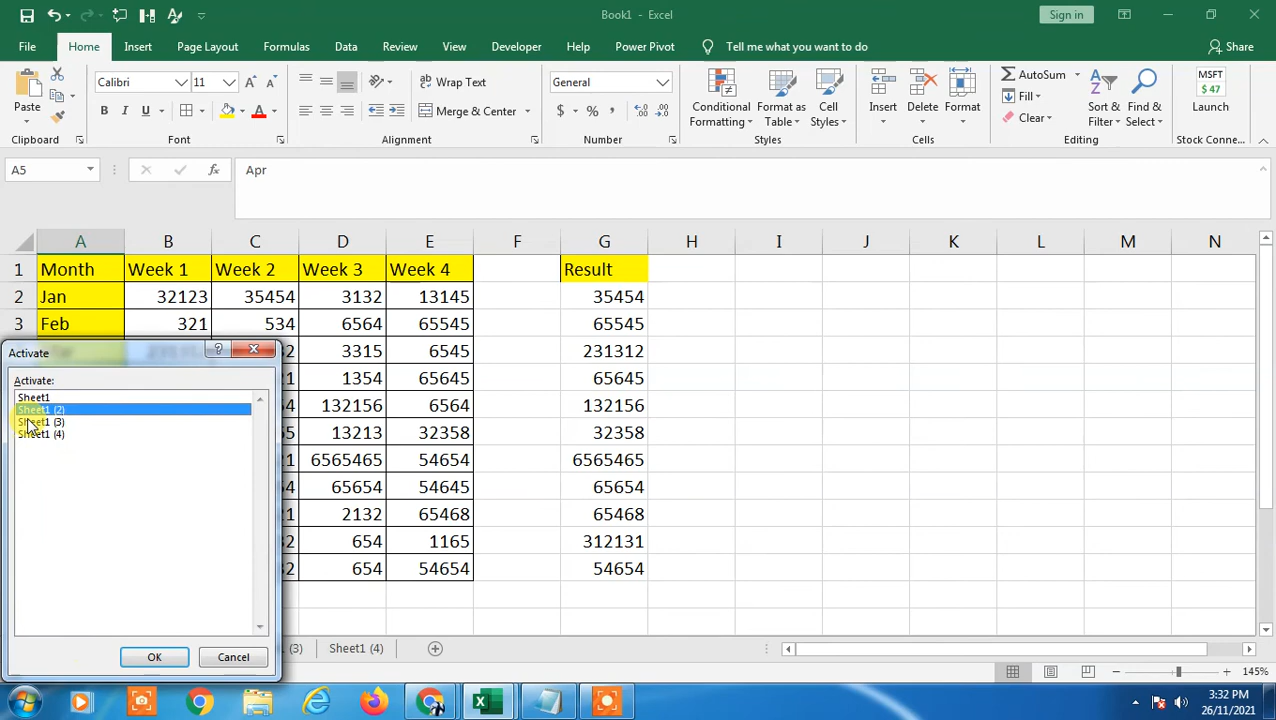 Book1 - Excel
Sign in
File Home Insert Page Layout Formulas Data Review View Developer Help Power Pivot Tell me what you want to do Share
Paste
Calibri 11
B I U
Wrap Text
Merge & Center
General
$ %
Conditional Formatting
Format as Table
Cell Styles
Insert
Delete
Format
AutoSum
Fill
Clear
Sort & Filter
Find & Select
MSFT
$ 47
Launch
Clipboard Font Alignment Number Styles Cells Editing Stock Conne...
A5 fx Apr
A B C D E F G H I J K L M N
1 Month Week 1 Week 2 Week 3 Week 4 Result
2 Jan 32123 35454 3132 13145 35454
3 Feb 321 534 6564 65545 65545
3315 6545 231312
1354 65645 65645
132156 6564 132156
13213 32358 32358
6565465 54654 6565465
65654 54645 65654
2132 65468 65468
654 1165 312131
654 54654 54654
Activate
Activate:
Sheet1
Sheet1 (2)
Sheet1 (3)
Sheet1 (4)
OK Cancel
(3) Sheet1 (4)
145%
3:32 PM
26/11/2021